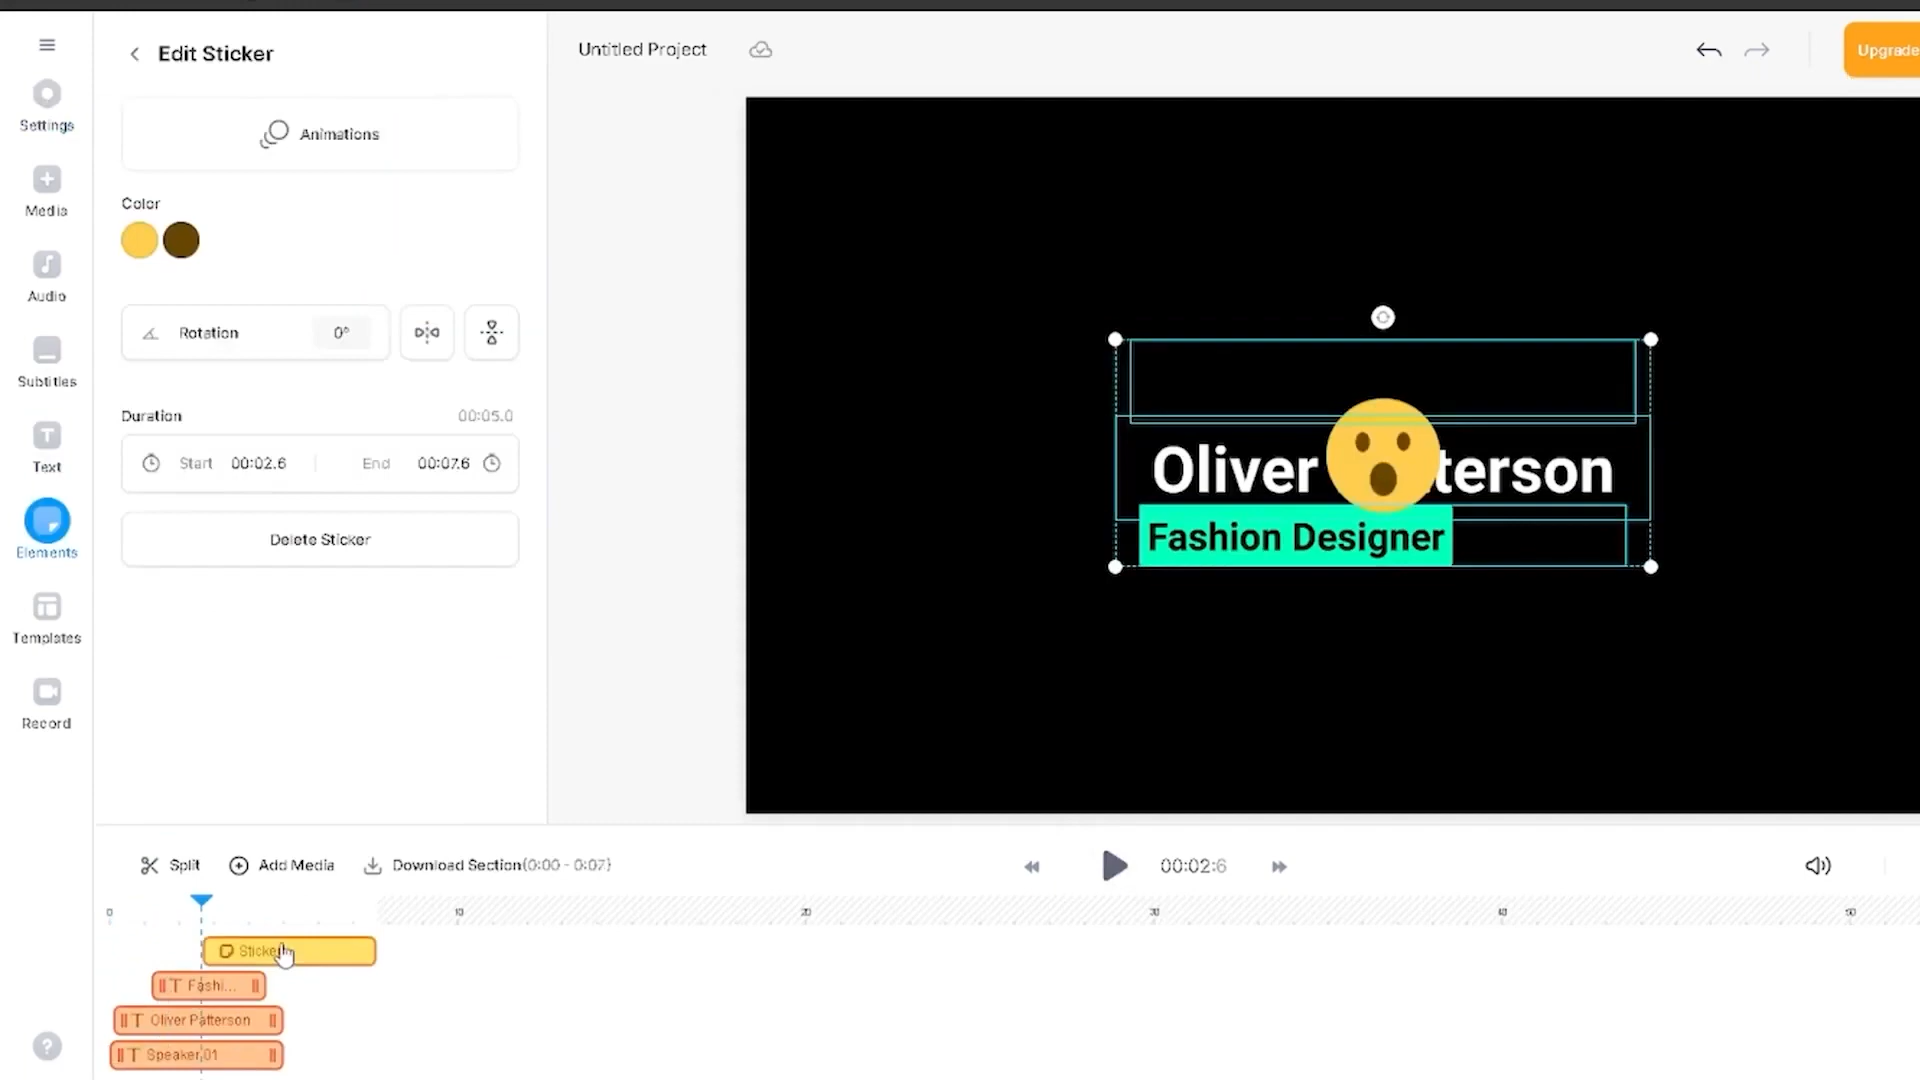 Edit Sticker
Untitled Project
Upgrade
Settings
Animations
Media
Color
Audio
Rotation
0°
Subtitles
Duration
00:05.0
Start
00:02.6
End
00:07.6
Text
Oliver
terson
Elements
Delete Sticker
Fashion Designer
Templates
Record
Split
Add Media
Download Section(0:00 - 0:07)
00:02:6
0
10
20
30
40
50
T Fashi...
T Oliver Patterson
T Speaker 01
?